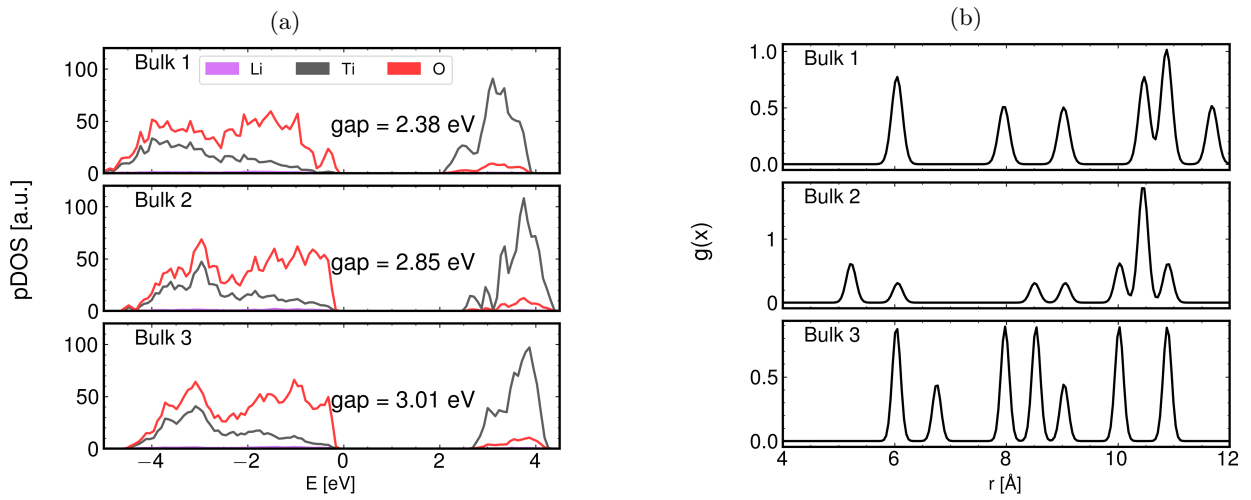 (a)
Bulk 1
Li Ti O
gap = 2.38 eV
100
50
0
Bulk 2
gap = 2.85 eV
100
50
0
Bulk 3
gap = 3.01 eV
100
50
0
−4 −2 0 2 4
E [eV]
pDOS [a.u.]
(b)
Bulk 1
1.0
0.5
0.0
Bulk 2
1
0
Bulk 3
0.5
0.0
4 6 8 10 12
r [Å]
g(x)